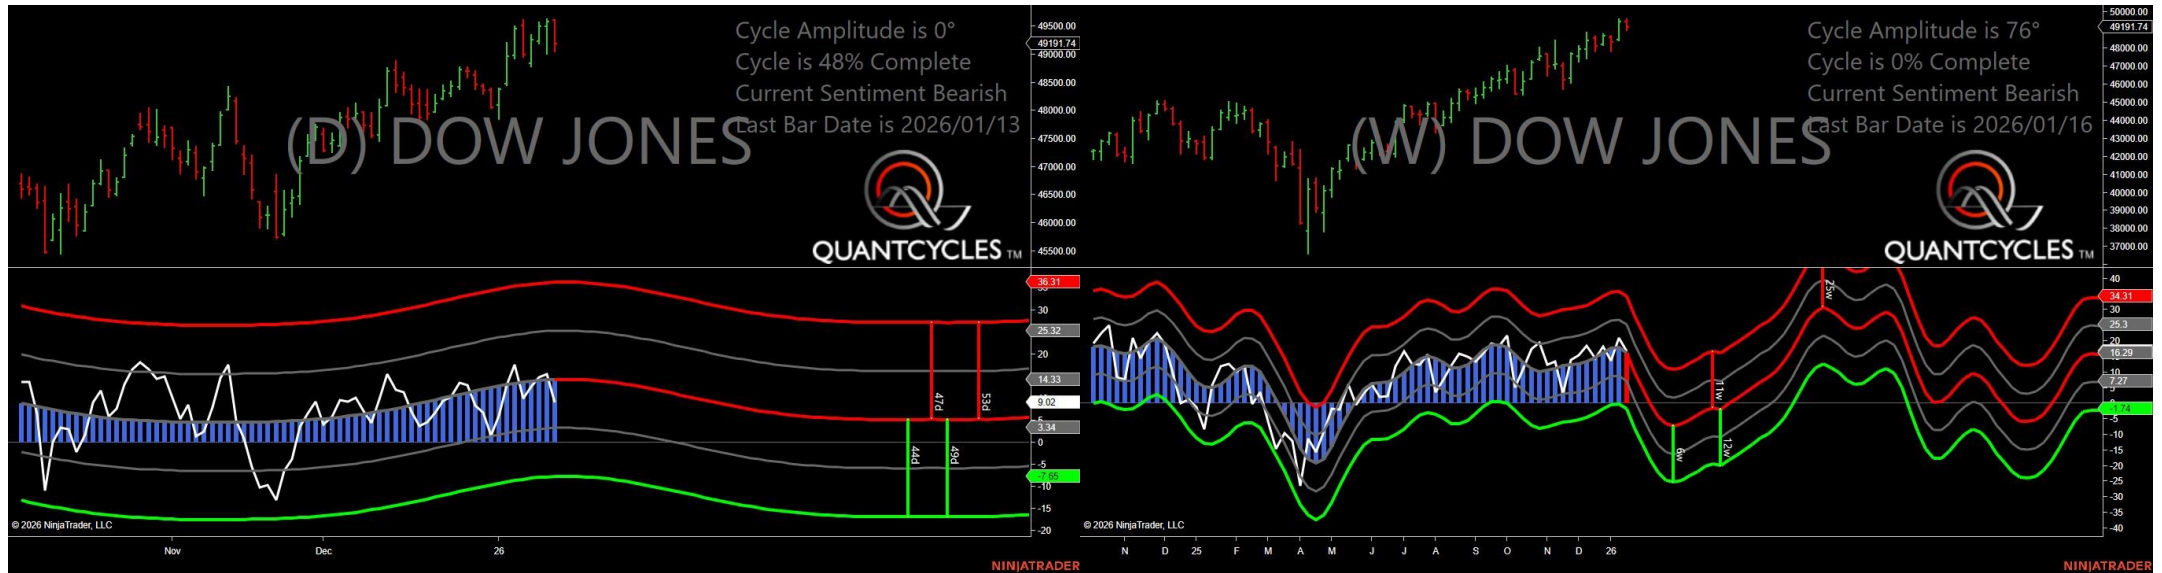 Cycle Amplitude is 0°
Cycle is 48% Complete
Current Sentiment Bearish
Last Bar Date is 2026/01/13
(D) DOW JONES
QUANTCYCLES TM
49500.00
49191.74
49000.00
48500.00
48000.00
47500.00
47000.00
46500.00
46000.00
45500.00
36.31
30
25.32
20
14.33
9.02
5
3.34
0
-5
-7.65
-10
-15
-20
47d
53d
44d
49d
© 2026 NinjaTrader, LLC
Nov
Dec
26
NINJATRADER
Cycle Amplitude is 76°
Cycle is 0% Complete
Current Sentiment Bearish
Last Bar Date is 2026/01/16
(W) DOW JONES
QUANTCYCLES TM
50000.00
49191.74
48000.00
47000.00
46000.00
45000.00
44000.00
43000.00
42000.00
41000.00
40000.00
39000.00
38000.00
37000.00
40
34.31
30
25.3
20
16.29
10
7.27
-1.74
-5
-10
-15
-20
-25
-30
-35
-40
25w
11w
12w
6w
© 2026 NinjaTrader, LLC
N D 25 F M A M J J A S O N D 26
NINJATRADER